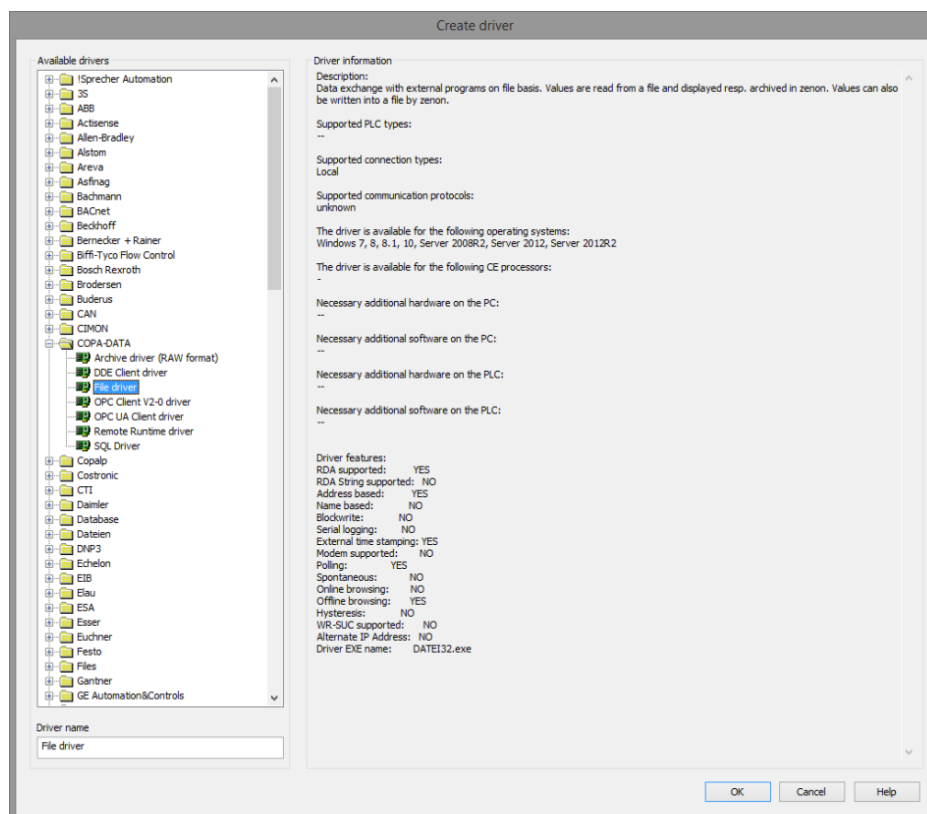 Create driver
Available drivers
!Sprecher Automation
3S
ABB
Actisense
Allen-Bradley
Alstom
Areva
Asfinag
Bachmann
BACnet
Beckhoff
Bernecker + Rainer
Biffi-Tyco Flow Control
Bosch Rexroth
Brodersen
Buderus
CAN
CIMON
COPA-DATA
Archive driver (RAW format)
DDE Client driver
File driver
OPC Client V2-0 driver
OPC UA Client driver
Remote Runtime driver
SQL Driver
Copalp
Costronic
CTI
Daimler
Database
Dateien
DNP3
Echelon
EIB
Elau
ESA
Esser
Euchner
Festo
Files
Gantner
GE Automation&Controls
Driver name
File driver
Driver information
Description:
Data exchange with external programs on file basis. Values are read from a file and displayed resp. archived in zenon. Values can also
be written into a file by zenon.
Supported PLC types:
--
Supported connection types:
Local
Supported communication protocols:
unknown
The driver is available for the following operating systems:
Windows 7, 8, 8.1, 10, Server 2008R2, Server 2012, Server 2012R2
The driver is available for the following CE processors:
-
Necessary additional hardware on the PC:
--
Necessary additional software on the PC:
--
Necessary additional hardware on the PLC:
--
Necessary additional software on the PLC:
--
Driver features:
RDA supported: YES
RDA String supported: NO
Address based: YES
Name based: NO
Blockwrite: NO
Serial logging: NO
External time stamping: YES
Modem supported: NO
Polling: YES
Spontaneous: NO
Online browsing: NO
Offline browsing: YES
Hysteresis: NO
WR-SUC supported: NO
Alternate IP Address: NO
Driver EXE name: DATEI32.exe
OK Cancel Help